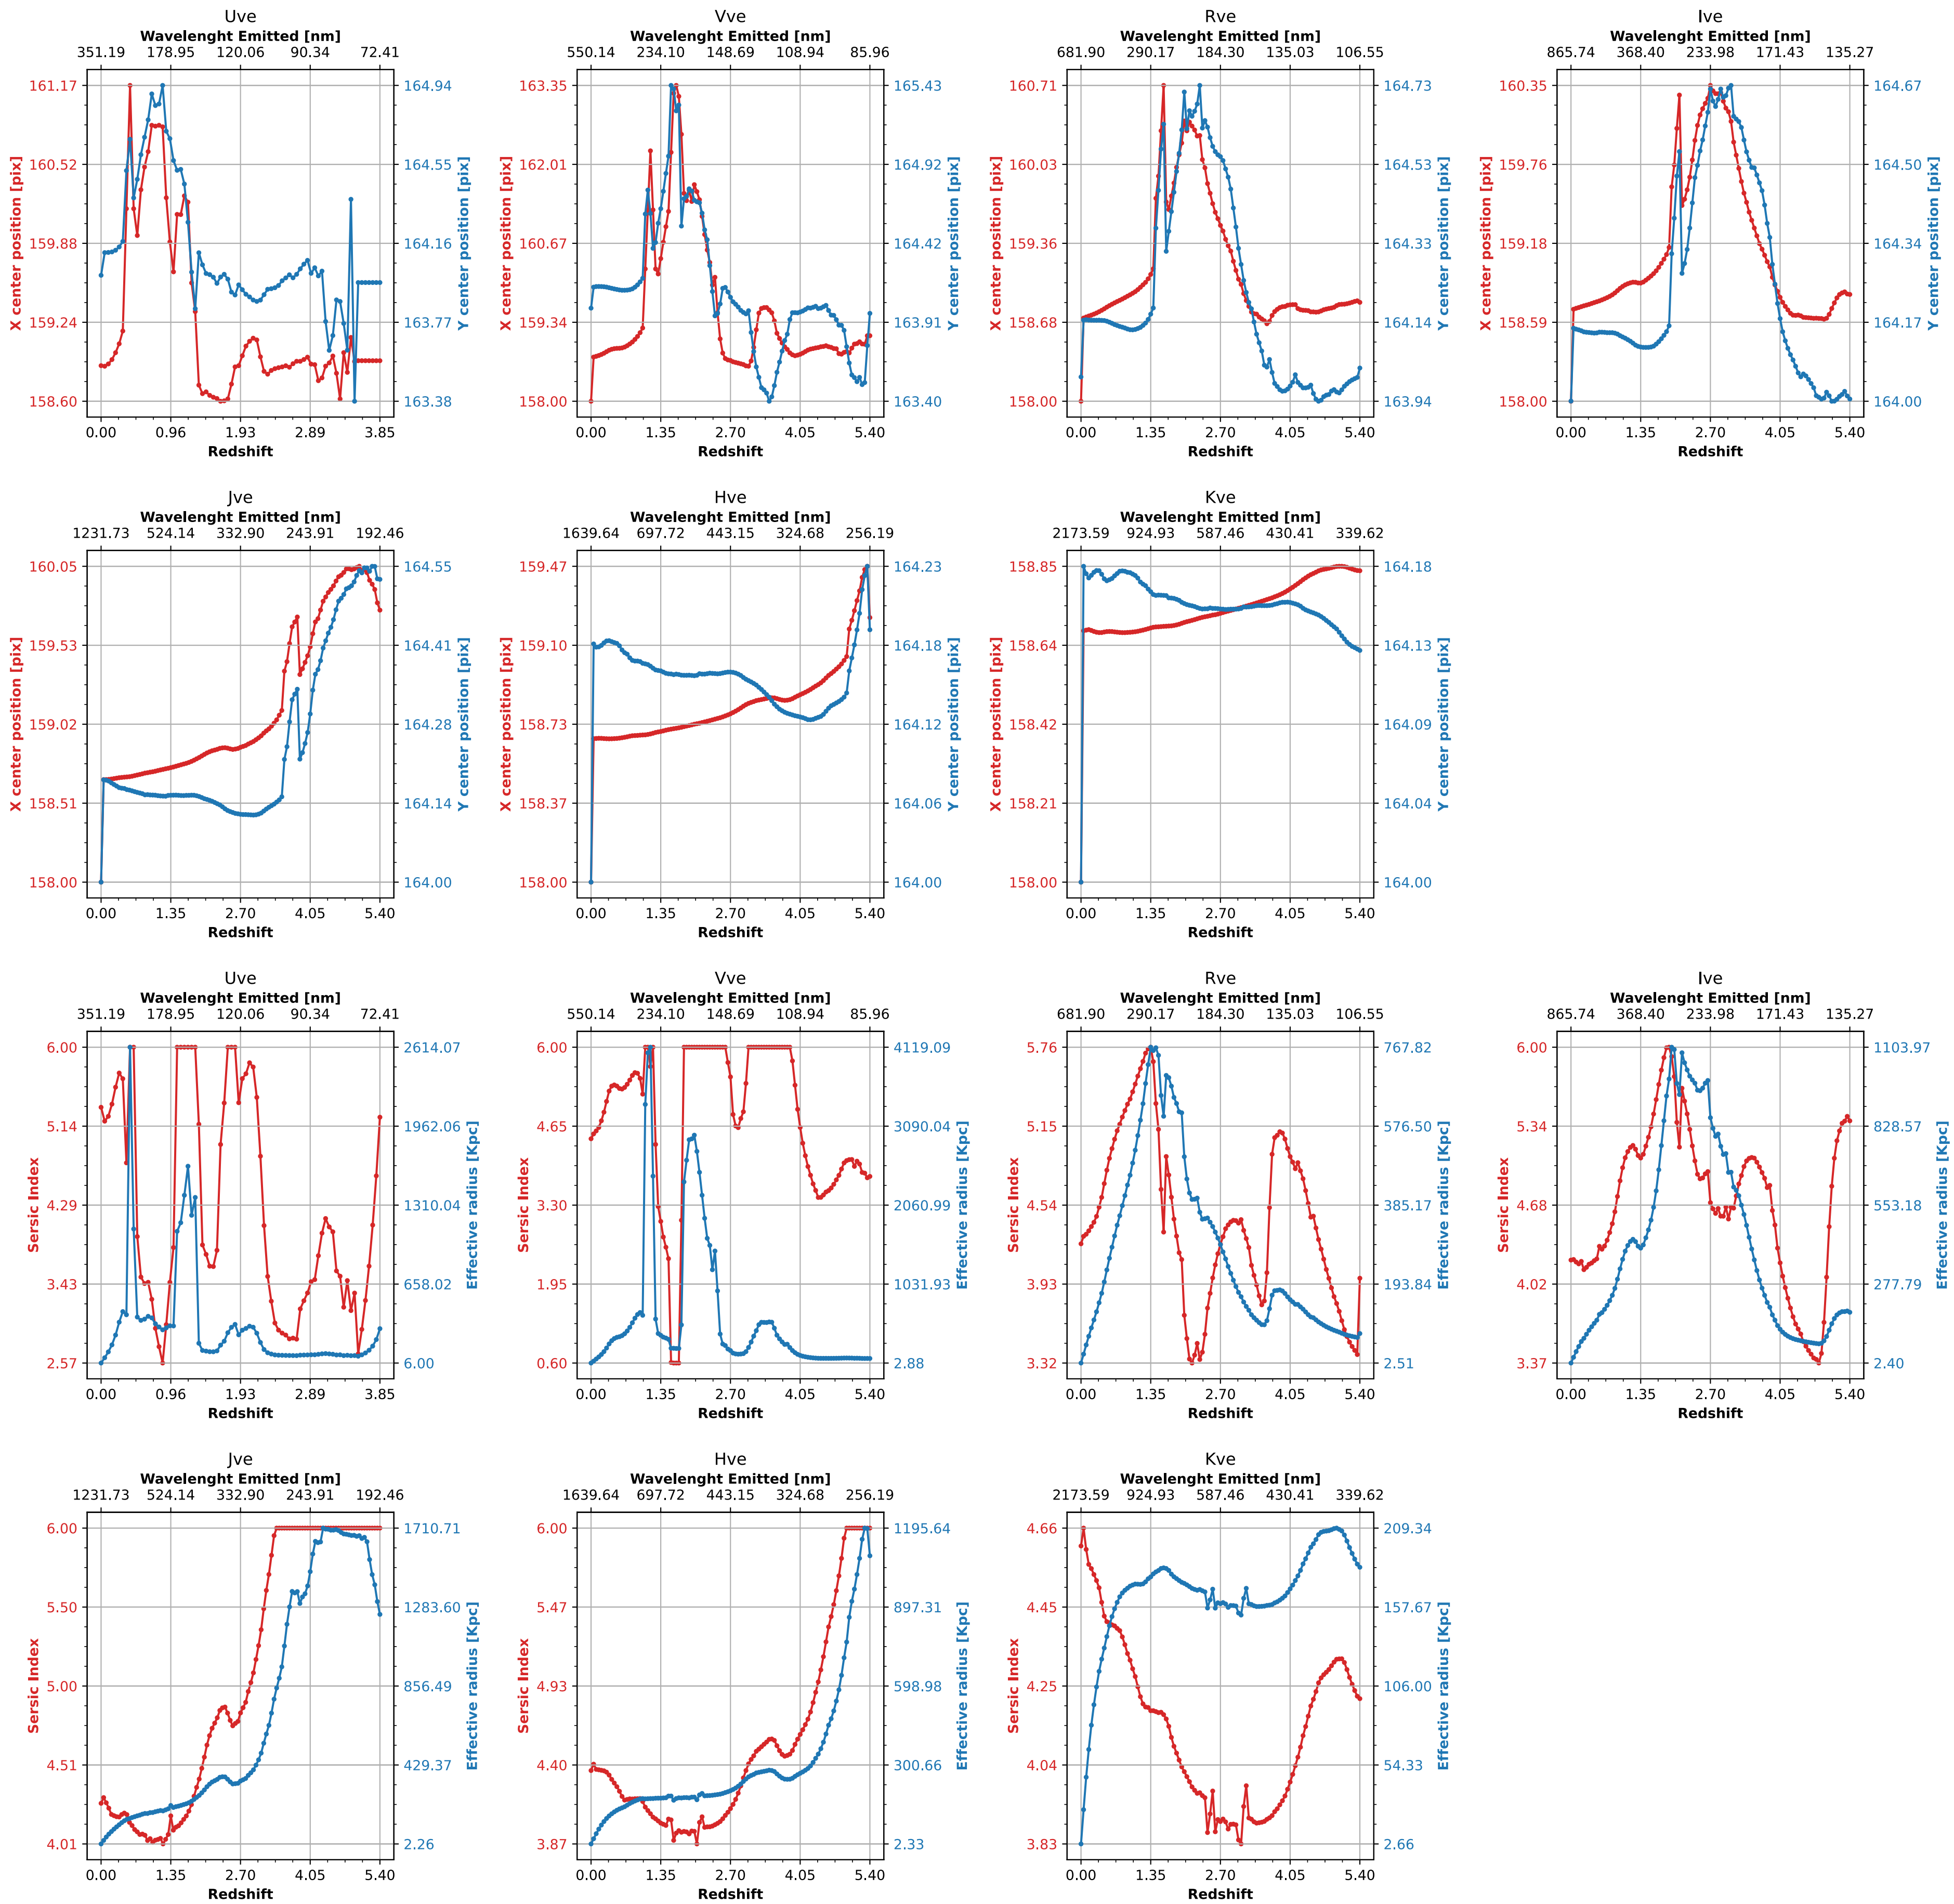 Uve
Wavelenght Emitted [nm]
351.19 178.95 120.06 90.34 72.41
161.17 160.52 159.88 159.24 158.60
X center position [pix]
164.94 164.55 164.16 163.77 163.38
Y center position [pix]
0.00 0.96 1.93 2.89 3.85
Redshift
Vve
Wavelenght Emitted [nm]
550.14 234.10 148.69 108.94 85.96
163.35 162.01 160.67 159.34 158.00
X center position [pix]
165.43 164.92 164.42 163.91 163.40
Y center position [pix]
0.00 1.35 2.70 4.05 5.40
Redshift
Rve
Wavelenght Emitted [nm]
681.90 290.17 184.30 135.03 106.55
160.71 160.03 159.36 158.68 158.00
X center position [pix]
164.73 164.53 164.33 164.14 163.94
Y center position [pix]
0.00 1.35 2.70 4.05 5.40
Redshift
Ive
Wavelenght Emitted [nm]
865.74 368.40 233.98 171.43 135.27
160.35 159.76 159.18 158.59 158.00
X center position [pix]
164.67 164.50 164.34 164.17 164.00
Y center position [pix]
0.00 1.35 2.70 4.05 5.40
Redshift
Jve
Wavelenght Emitted [nm]
1231.73 524.14 332.90 243.91 192.46
160.05 159.53 159.02 158.51 158.00
X center position [pix]
164.55 164.41 164.28 164.14 164.00
Y center position [pix]
0.00 1.35 2.70 4.05 5.40
Redshift
Hve
Wavelenght Emitted [nm]
1639.64 697.72 443.15 324.68 256.19
159.47 159.10 158.73 158.37 158.00
X center position [pix]
164.23 164.18 164.12 164.06 164.00
Y center position [pix]
0.00 1.35 2.70 4.05 5.40
Redshift
Kve
Wavelenght Emitted [nm]
2173.59 924.93 587.46 430.41 339.62
158.85 158.64 158.42 158.21 158.00
X center position [pix]
164.18 164.13 164.09 164.04 164.00
Y center position [pix]
0.00 1.35 2.70 4.05 5.40
Redshift
Uve
Wavelenght Emitted [nm]
351.19 178.95 120.06 90.34 72.41
6.00 5.14 4.29 3.43 2.57
Sersic Index
2614.07 1962.06 1310.04 658.02 6.00
Effective radius [Kpc]
0.00 0.96 1.93 2.89 3.85
Redshift
Vve
Wavelenght Emitted [nm]
550.14 234.10 148.69 108.94 85.96
6.00 4.65 3.30 1.95 0.60
Sersic Index
4119.09 3090.04 2060.99 1031.93 2.88
Effective radius [Kpc]
0.00 1.35 2.70 4.05 5.40
Redshift
Rve
Wavelenght Emitted [nm]
681.90 290.17 184.30 135.03 106.55
5.76 5.15 4.54 3.93 3.32
Sersic Index
767.82 576.50 385.17 193.84 2.51
Effective radius [Kpc]
0.00 1.35 2.70 4.05 5.40
Redshift
Ive
Wavelenght Emitted [nm]
865.74 368.40 233.98 171.43 135.27
6.00 5.34 4.68 4.02 3.37
Sersic Index
1103.97 828.57 553.18 277.79 2.40
Effective radius [Kpc]
0.00 1.35 2.70 4.05 5.40
Redshift
Jve
Wavelenght Emitted [nm]
1231.73 524.14 332.90 243.91 192.46
6.00 5.50 5.00 4.51 4.01
Sersic Index
1710.71 1283.60 856.49 429.37 2.26
Effective radius [Kpc]
0.00 1.35 2.70 4.05 5.40
Redshift
Hve
Wavelenght Emitted [nm]
1639.64 697.72 443.15 324.68 256.19
6.00 5.47 4.93 4.40 3.87
Sersic Index
1195.64 897.31 598.98 300.66 2.33
Effective radius [Kpc]
0.00 1.35 2.70 4.05 5.40
Redshift
Kve
Wavelenght Emitted [nm]
2173.59 924.93 587.46 430.41 339.62
4.66 4.45 4.25 4.04 3.83
Sersic Index
209.34 157.67 106.00 54.33 2.66
Effective radius [Kpc]
0.00 1.35 2.70 4.05 5.40
Redshift